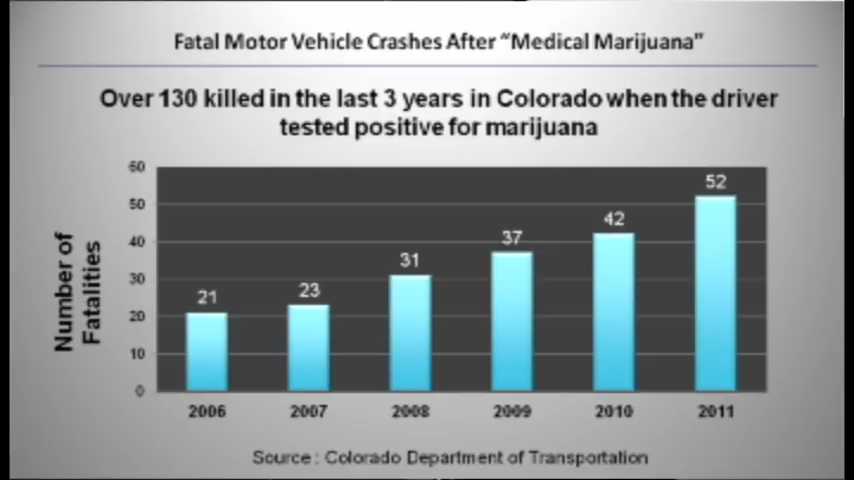 Fatal Motor Vehicle Crashes After “Medical Marijuana”
Over 130 killed in the last 3 years in Colorado when the driver
tested positive for marijuana
Number of
Fatalities
60
50
40
30
20
10
0
21
23
31
37
42
52
2006 2007 2008 2009 2010 2011
Source : Colorado Department of Transportation